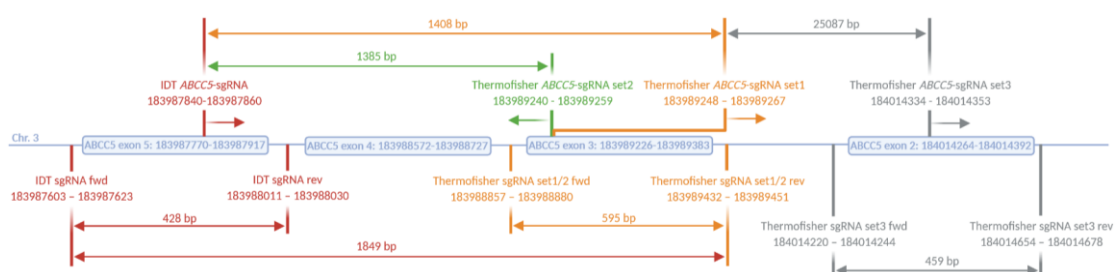 1408 bp
25087 bp
1385 bp
IDT ABCC5-sgRNA
183987840-183987860
Thermofisher ABCC5-sgRNA set2
183989240 - 183989259
Thermofisher ABCC5-sgRNA set1
183989248 – 183989267
Thermofisher ABCC5-sgRNA set3
184014334 - 184014353
Chr. 3
ABCC5 exon 5: 183987770-183987917
ABCC5 exon 4: 183988572-183988727
ABCC5 exon 3: 183989226-183989383
ABCC5 exon 2: 184014264-184014392
IDT sgRNA fwd
183987603 – 183987623
IDT sgRNA rev
183988011 – 183988030
Thermofisher sgRNA set1/2 fwd
183988857 - 183988880
Thermofisher sgRNA set1/2 rev
183989432 - 183989451
428 bp
595 bp
Thermofisher sgRNA set3 fwd
184014220 – 184014244
Thermofisher sgRNA set3 rev
184014654 – 184014678
1849 bp
459 bp